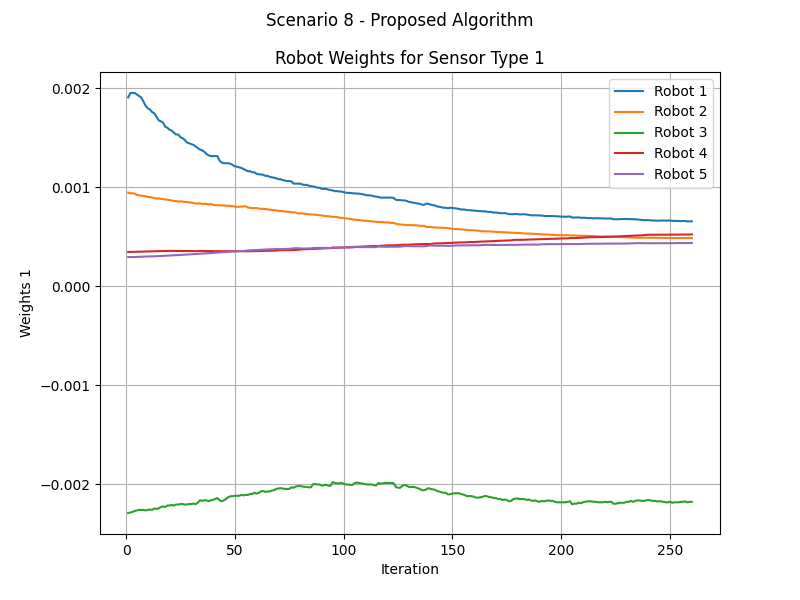 Scenario 8 - Proposed Algorithm
Robot Weights for Sensor Type 1
Robot 1
Robot 2
Robot 3
Robot 4
Robot 5
0.002
0.001
0.000
−0.001
−0.002
Weights 1
0 50 100 150 200 250
Iteration